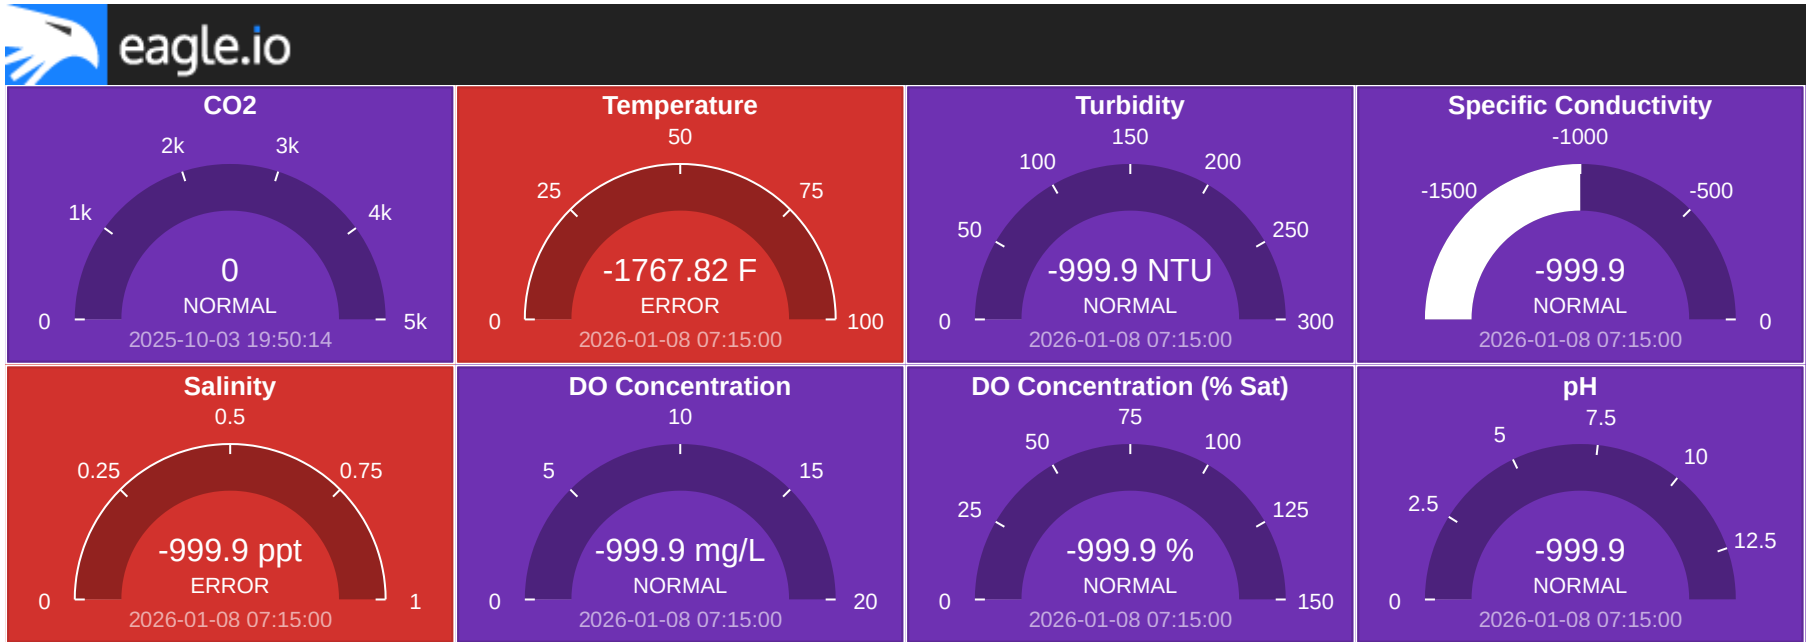 eagle.io
CO2
2k
3k
1k
4k
0
NORMAL
0
5k
2025-10-03 19:50:14
Temperature
50
25
75
-1767.82 F
ERROR
0
100
2026-01-08 07:15:00
Turbidity
150
100
200
50
250
-999.9 NTU
NORMAL
0
300
2026-01-08 07:15:00
Specific Conductivity
-1000
-1500
-500
-999.9
NORMAL
0
2026-01-08 07:15:00
Salinity
0.5
0.25
0.75
-999.9 ppt
ERROR
0
1
2026-01-08 07:15:00
DO Concentration
10
5
15
-999.9 mg/L
NORMAL
0
20
2026-01-08 07:15:00
DO Concentration (% Sat)
75
50
100
25
125
-999.9 %
NORMAL
0
150
2026-01-08 07:15:00
pH
7.5
5
10
2.5
12.5
-999.9
NORMAL
0
2026-01-08 07:15:00